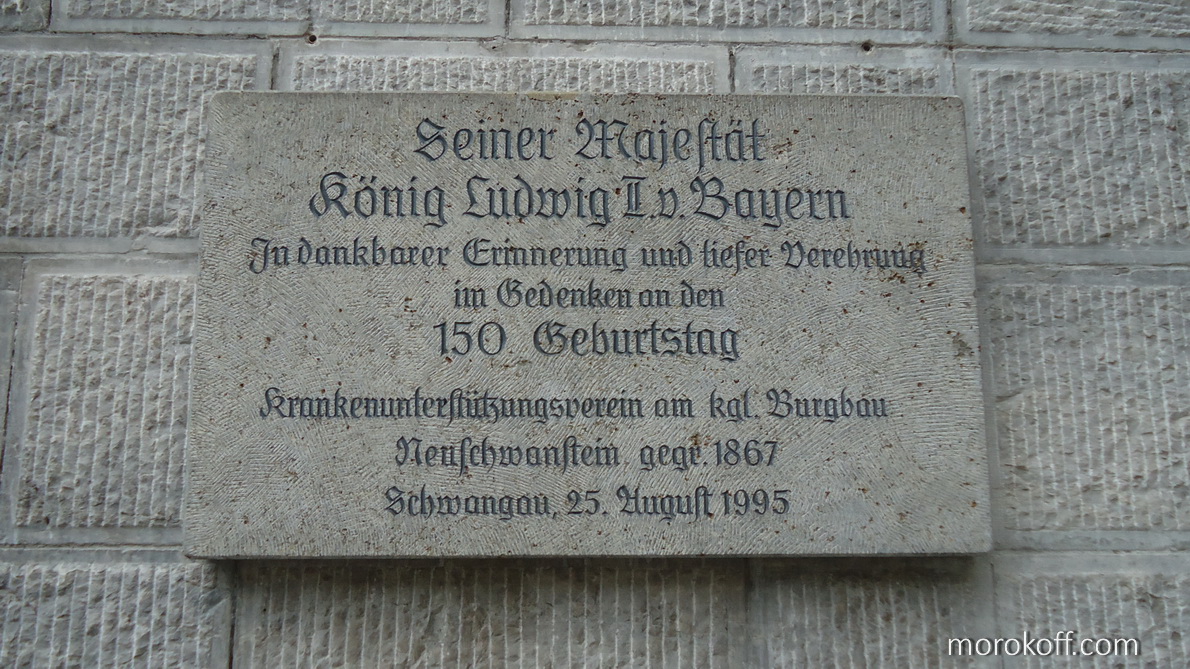 Seiner Majestät
König Ludwig II. v. Bayern
In dankbarer Erinnerung und tiefer Verehrung
im Gedenken an den
150 Geburtstag
Krankenunterstützungsverein am kgl. Burgbau
Neuschwanstein gegr. 1867
Schwangau, 25. August 1995
morokoff.com